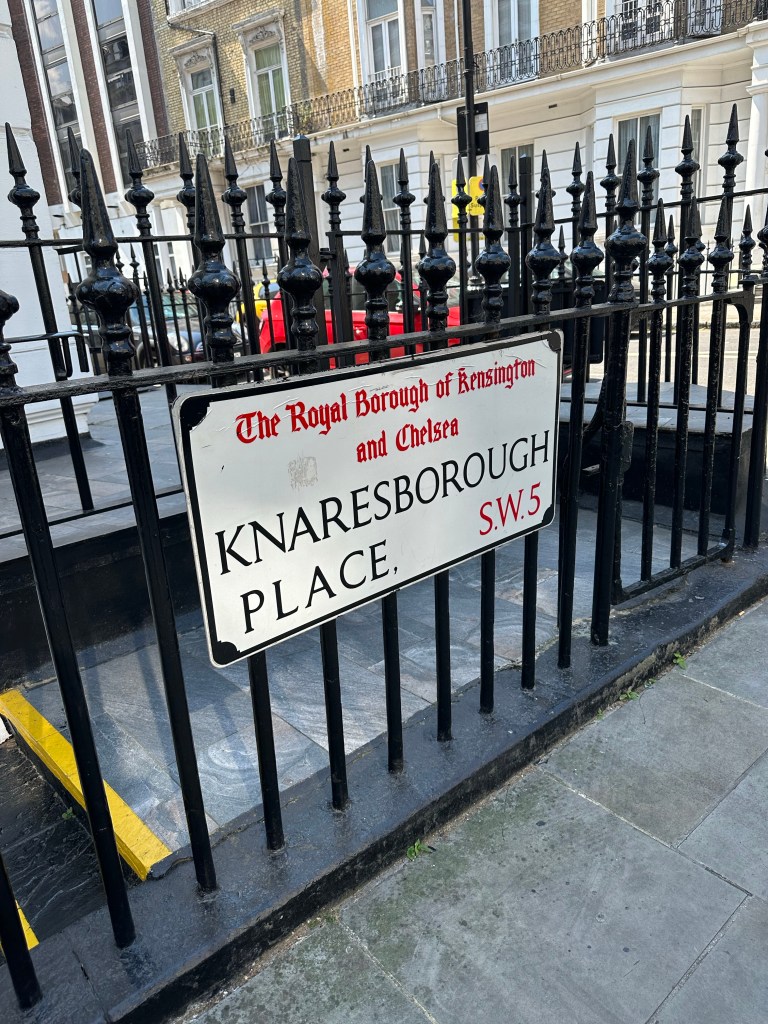 The Royal Borough of Kensington
and Chelsea
KNARESBOROUGH
PLACE, S.W.5